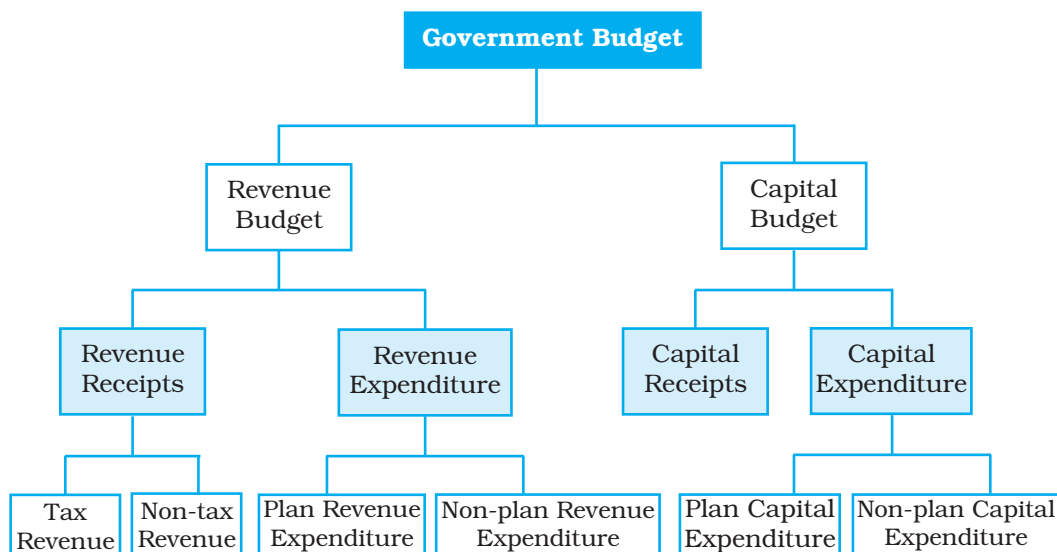 Government Budget
Revenue
Budget
Capital
Budget
Revenue
Receipts
Revenue
Expenditure
Capital
Receipts
Capital
Expenditure
Tax
Revenue
Non-tax
Revenue
Plan Revenue
Expenditure
Non-plan Revenue
Expenditure
Plan Capital
Expenditure
Non-plan Capital
Expenditure